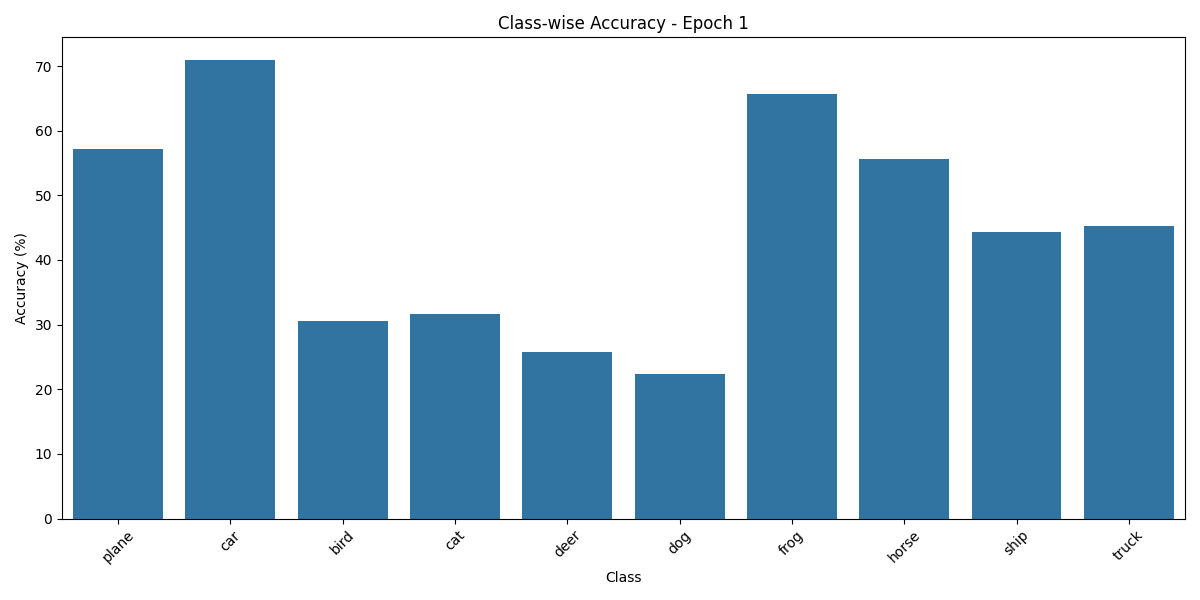 Class-wise Accuracy - Epoch 1
Accuracy (%)
70
60
50
40
30
20
10
0
plane
car
bird
cat
deer
dog
frog
horse
ship
truck
Class